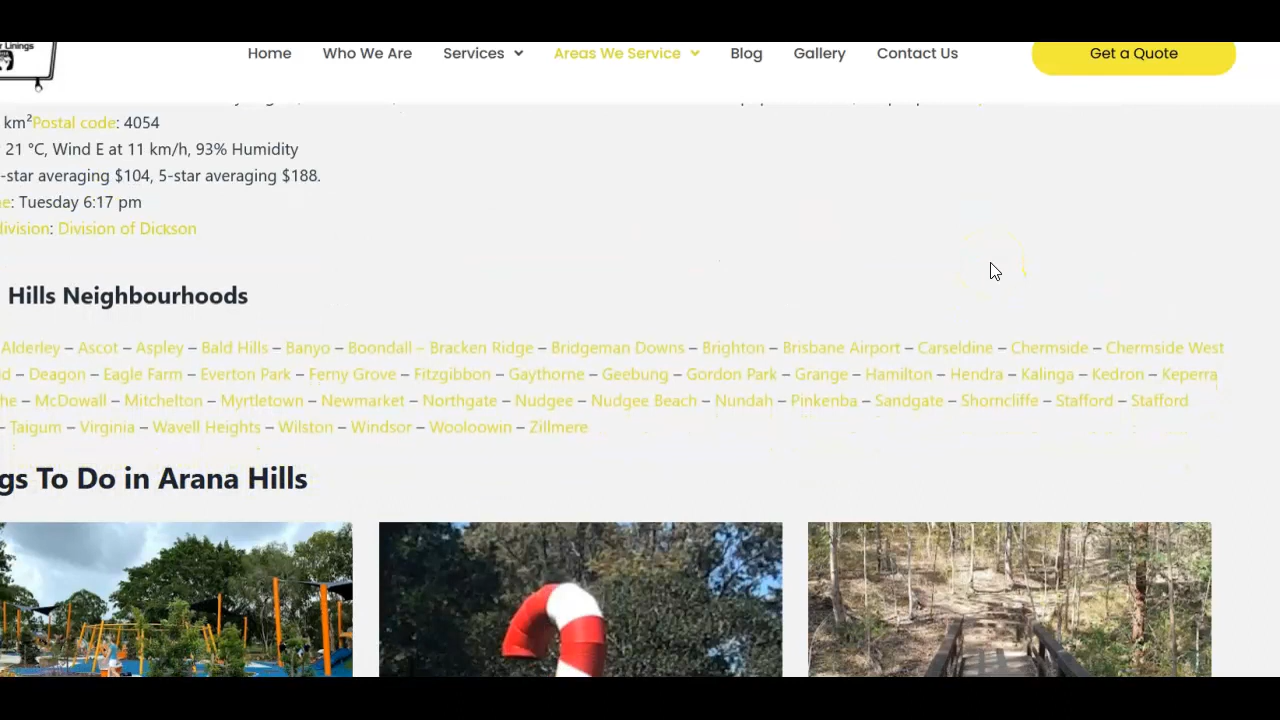 r Linings
Home Who We Are Services Areas We Service Blog Gallery Contact Us Get a Quote
km²Postal code: 4054
21 °C, Wind E at 11 km/h, 93% Humidity
-star averaging $104, 5-star averaging $188.
ne: Tuesday 6:17 pm
division: Division of Dickson
Hills Neighbourhoods
Alderley – Ascot – Aspley – Bald Hills – Banyo – Boondall – Bracken Ridge – Bridgeman Downs – Brighton – Brisbane Airport – Carseldine – Chermside – Chermside West
ld – Deagon – Eagle Farm – Everton Park – Ferny Grove – Fitzgibbon – Gaythorne – Geebung – Gordon Park – Grange – Hamilton – Hendra – Kalinga – Kedron – Keperra
he – McDowall – Mitchelton – Myrtletown – Newmarket – Northgate – Nudgee – Nudgee Beach – Nundah – Pinkenba – Sandgate – Shorncliffe – Stafford – Stafford
– Taigum – Virginia – Wavell Heights – Wilston – Windsor – Wooloowin – Zillmere
gs To Do in Arana Hills